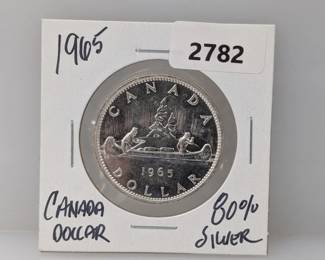 1965
2782
CANADA
1965
DOLLAR
CANADA 80%
DOLLAR SILVER